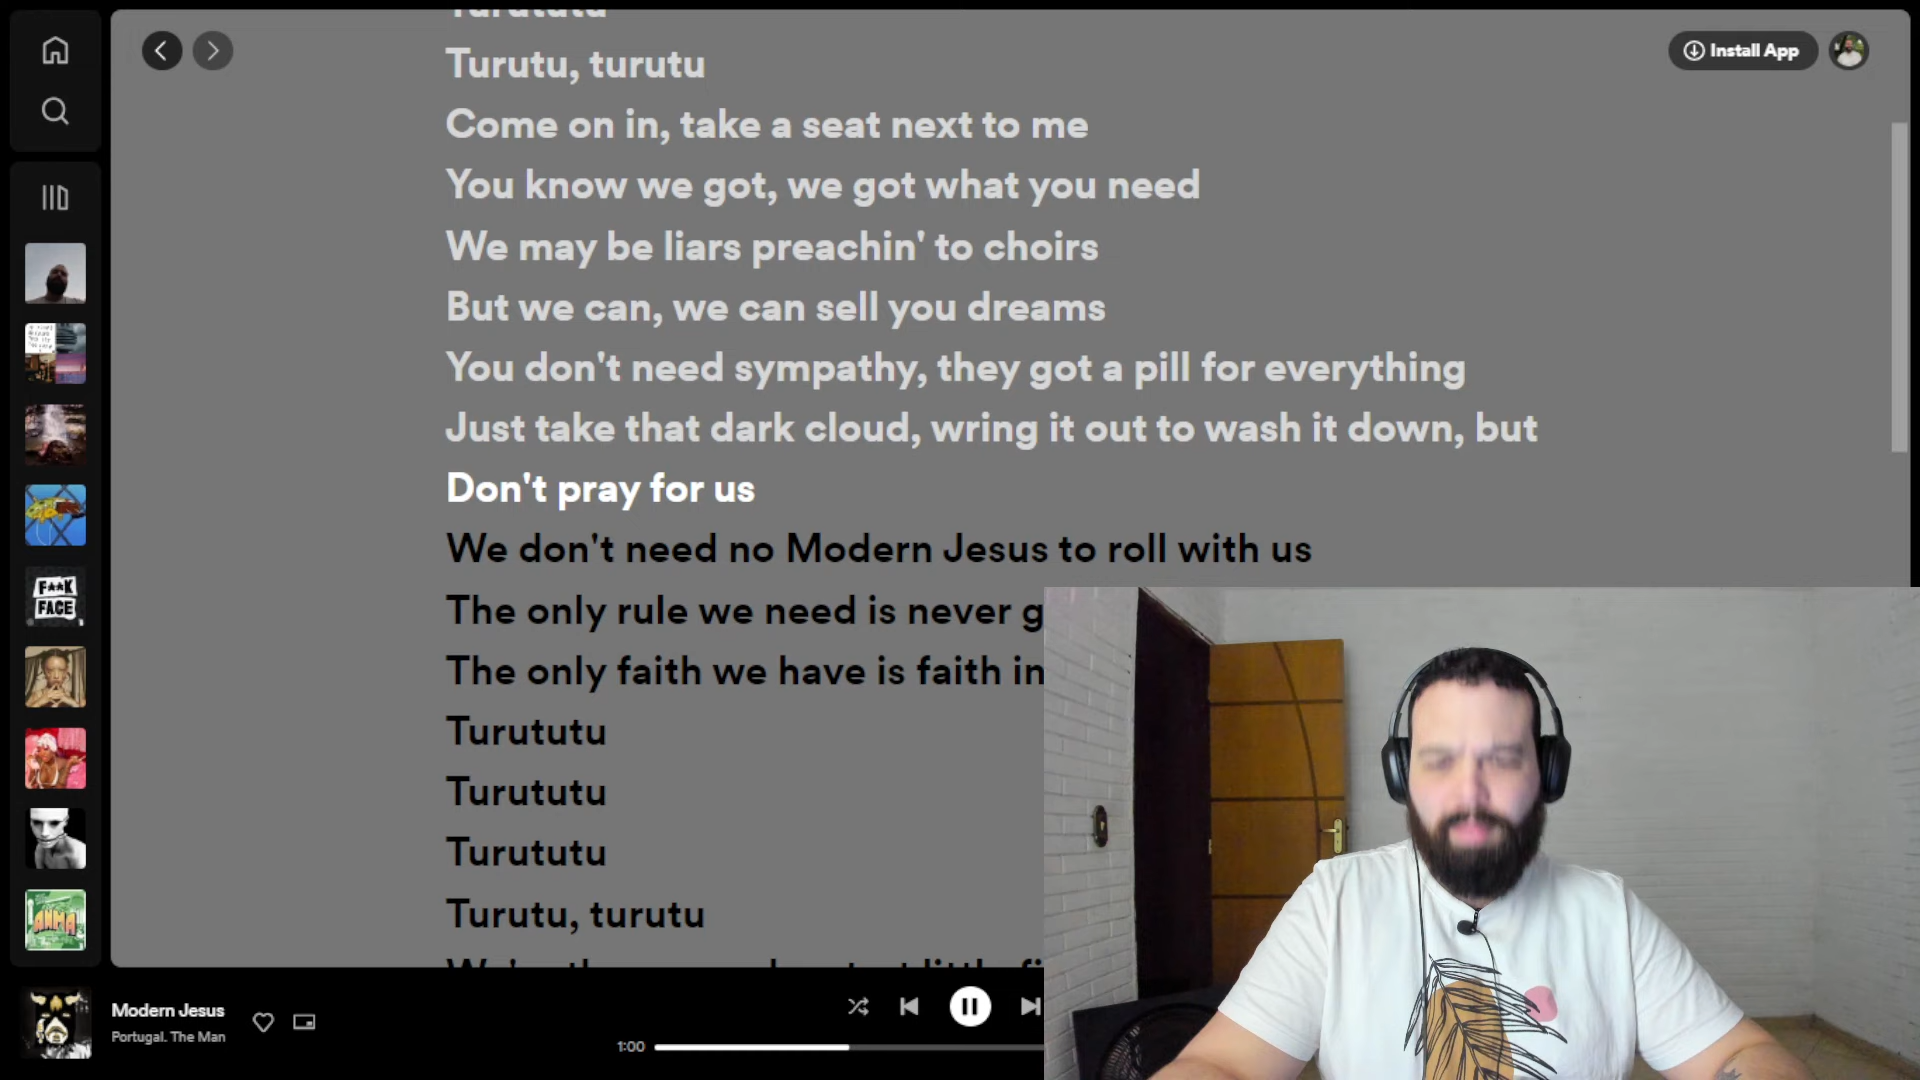 Turututu
Install App
Turutu, turutu
Come on in, take a seat next to me
You know we got, we got what you need
We may be liars preachin' to choirs
But we can, we can sell you dreams
You don't need sympathy, they got a pill for everything
Just take that dark cloud, wring it out to wash it down, but
Don't pray for us
We don't need no Modern Jesus to roll with us
The only rule we need is never g
The only faith we have is faith in
Turututu
Turututu
Turututu
Turutu, turutu
F**K
FACE
Modern Jesus
Portugal. The Man
1:00